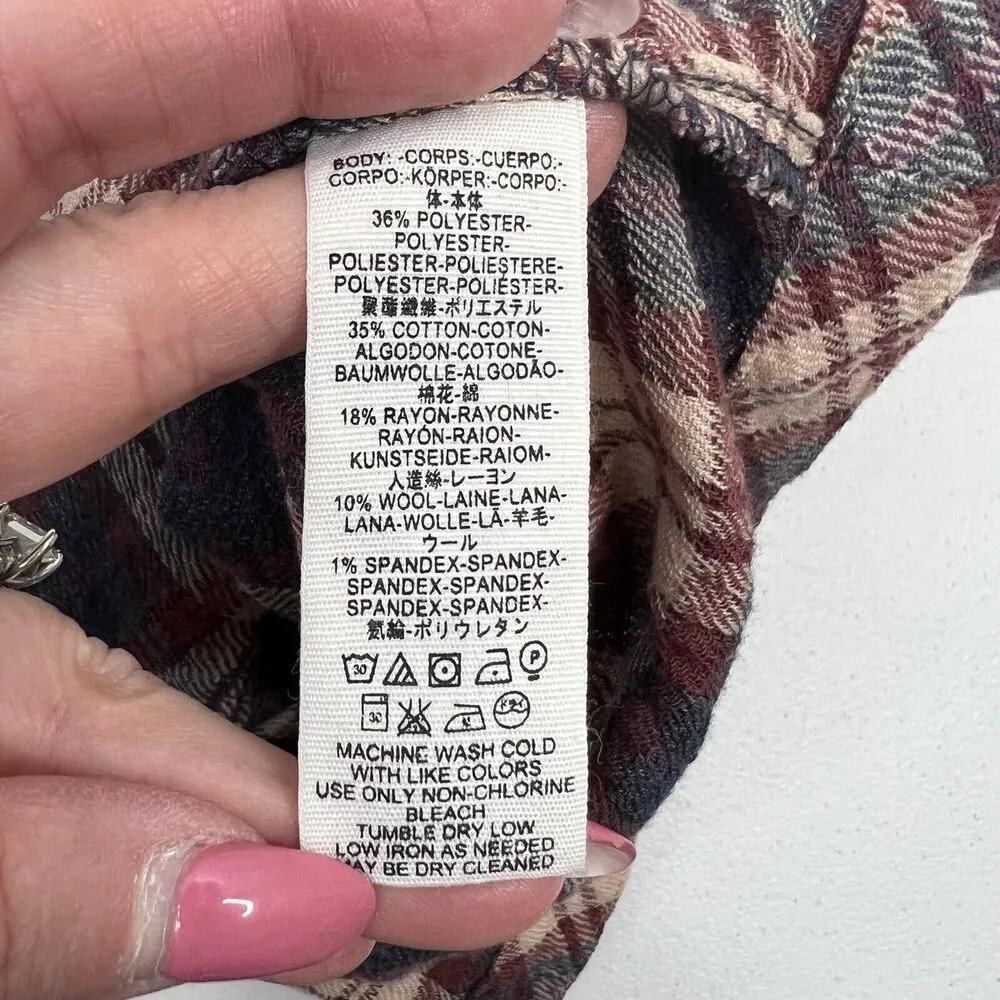 BODY: -CORPS:-CUERPO:-
CORPO:-KÖRPER:-CORPO:-
体-本体
36% POLYESTER-
POLYESTER-
POLIESTER-POLIESTERE-
POLYESTER-POLIÉSTER-
聚酯纖維-ポリエステル
35% COTTON-COTON-
ALGODON-COTONE-
BAUMWOLLE-ALGODÃO-
棉花-綿
18% RAYON-RAYONNE-
RAYÓN-RAION-
KUNSTSEIDE-RAIOM-
人造絲-レーヨン
10% WOOL-LAINE-LANA-
LANA-WOLLE-LÃ-羊毛-
ウール
1% SPANDEX-SPANDEX-
SPANDEX-SPANDEX-
SPANDEX-SPANDEX-
氨綸-ポリウレタン
30 P
30 ドライ
MACHINE WASH COLD
WITH LIKE COLORS
USE ONLY NON-CHLORINE
BLEACH
TUMBLE DRY LOW
LOW IRON AS NEEDED
MAY BE DRY CLEANED